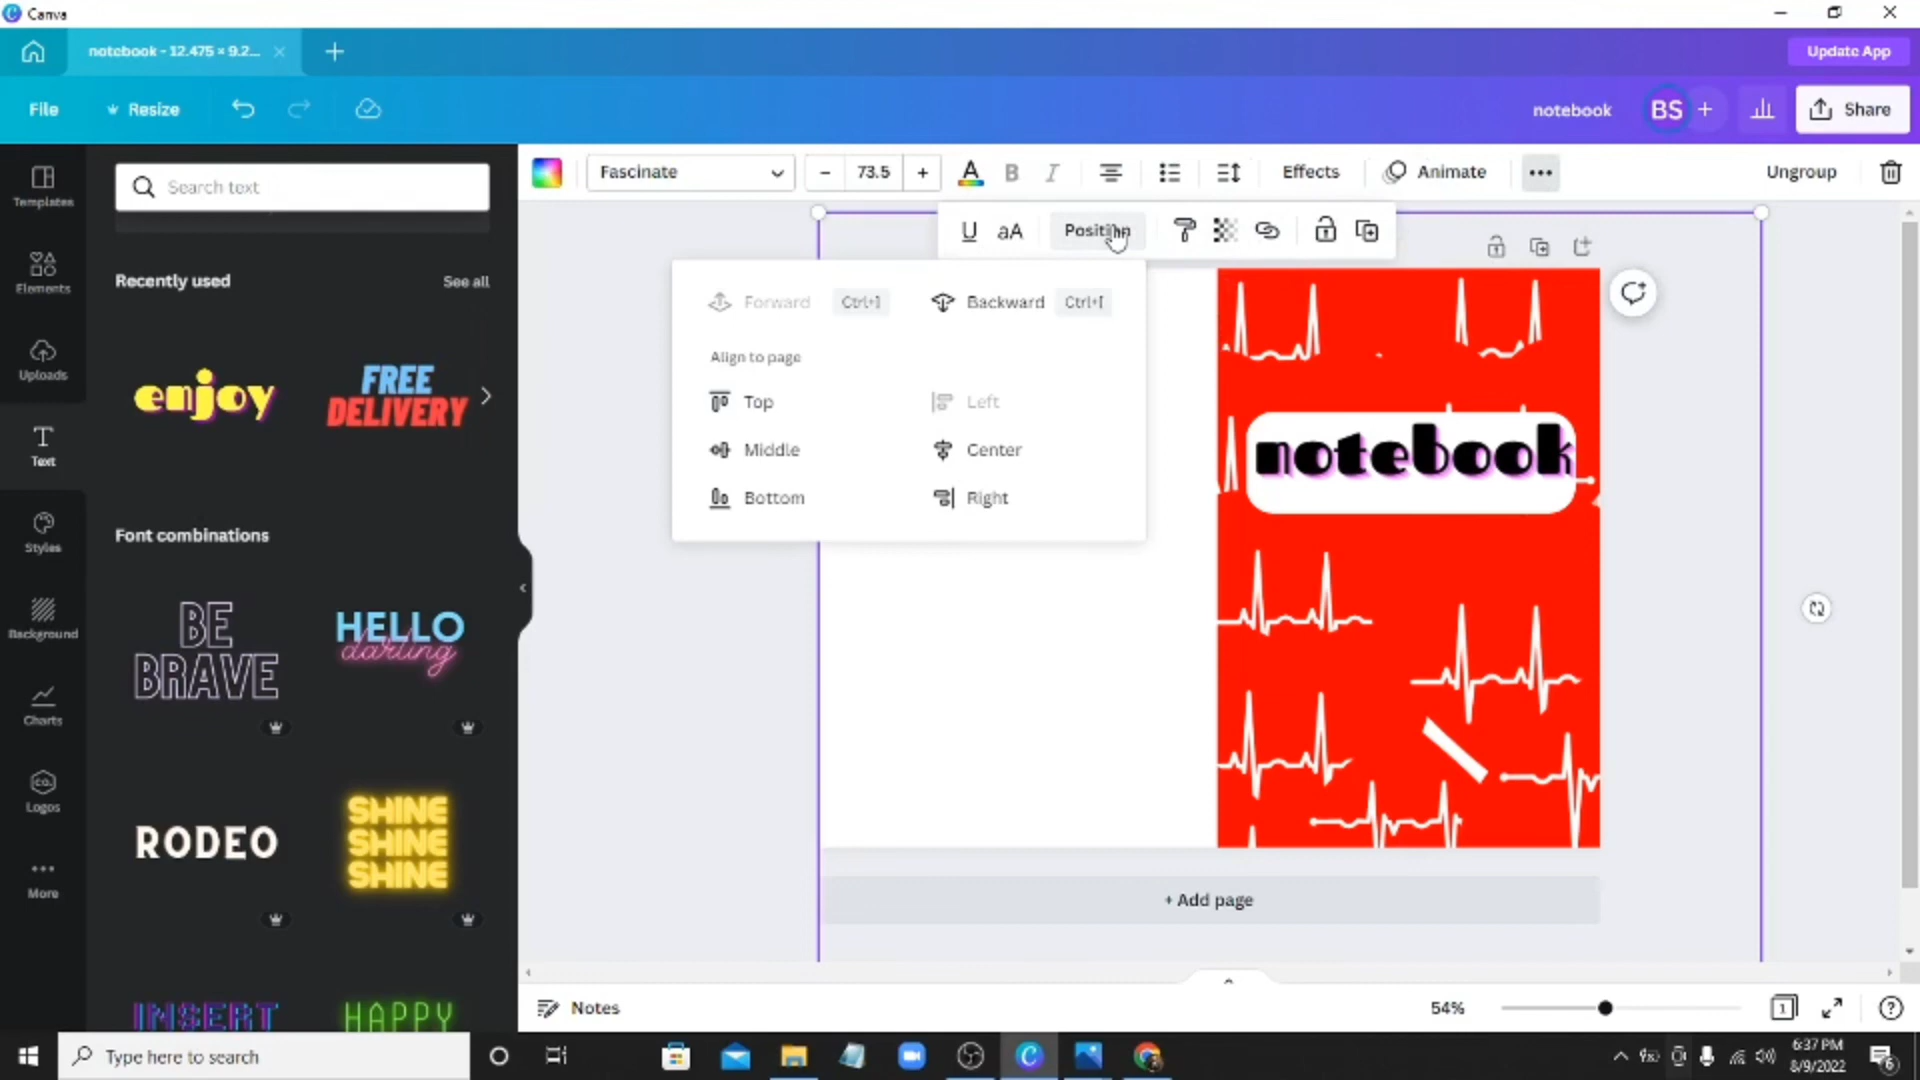 Canva
notebook - 12.475 × 9.2...
Update App
File
Resize
notebook
BS
Share
Templates
Elements
Uploads
Text
Styles
Background
Charts
Logos
More
Search text
Recently used
See all
enjoy
FREE
DELIVERY
Font combinations
BE
BRAVE
HELLO
darling
RODEO
SHINE
SHINE
SHINE
INSERT
HAPPY
Fascinate
73.5
A
B
I
Effects
Animate
Ungroup
U
aA
Position
Forward
Ctrl+]
Backward
Ctrl+[
Align to page
Top
Left
Middle
Center
Bottom
Right
notebook
+ Add page
Notes
54%
1
Type here to search
6:37 PM
8/9/2022
6